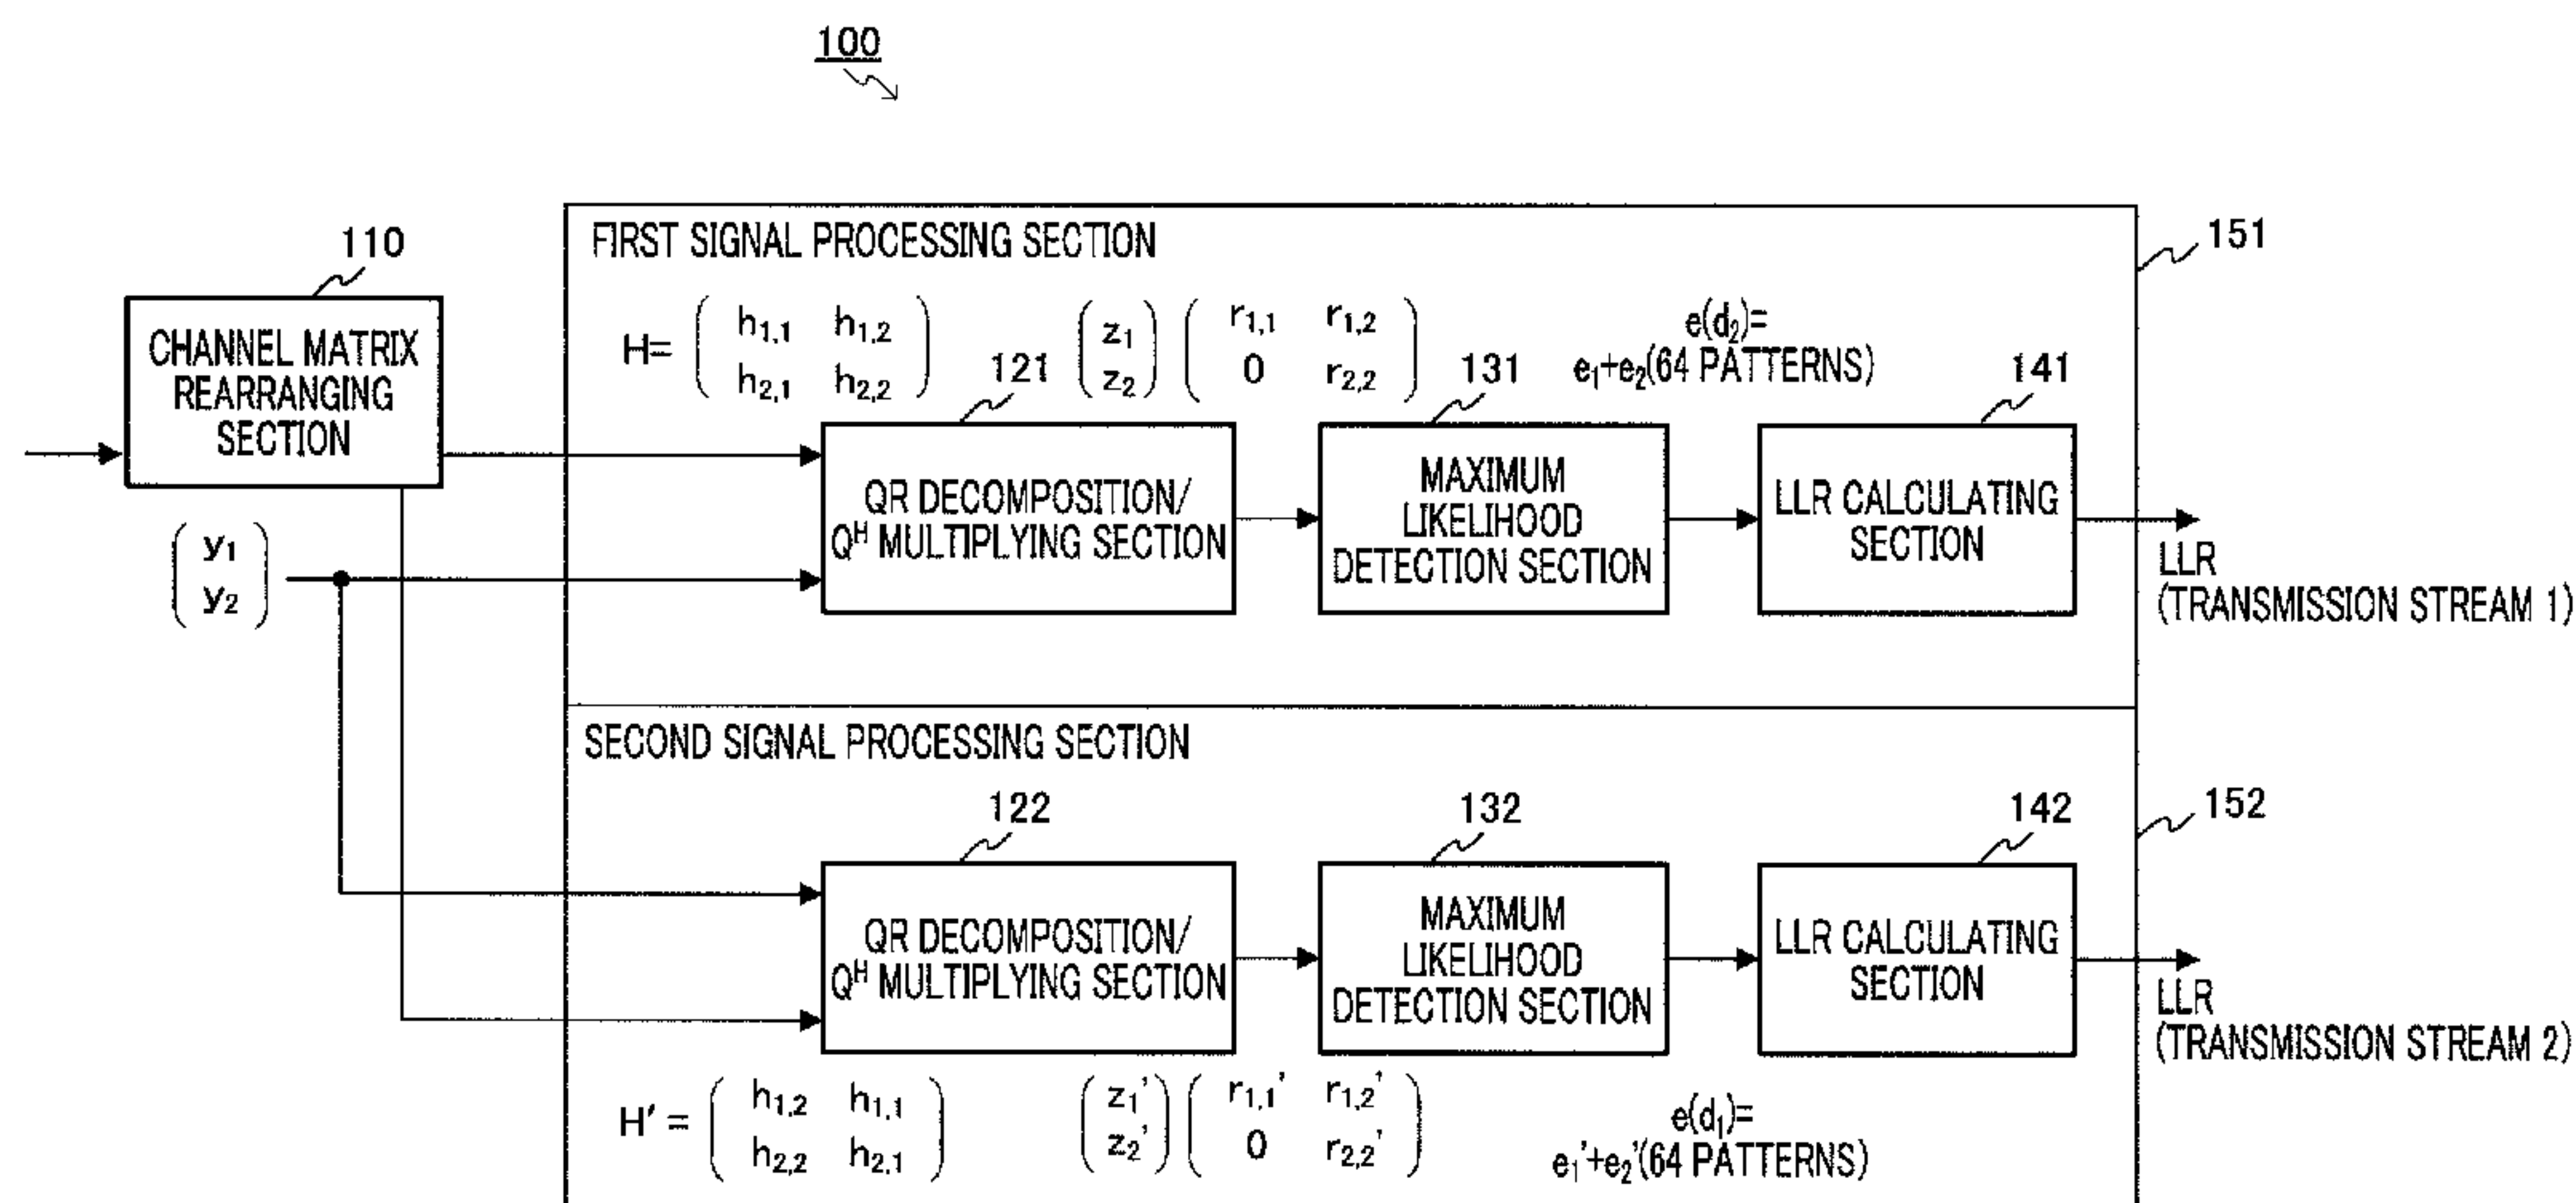 100
FIRST SIGNAL PROCESSING SECTION
151
110
CHANNEL MATRIX
REARRANGING
SECTION
H= ( h1,1 h1,2
h2,1 h2,2 )
( z1
z2 )
( r1,1 r1,2
0 r2,2 )
e(d2)=
e1+e2(64 PATTERNS)
121
131
141
QR DECOMPOSITION/
Q^H MULTIPLYING SECTION
MAXIMUM
LIKELIHOOD
DETECTION SECTION
LLR CALCULATING
SECTION
( y1
y2 )
LLR
(TRANSMISSION STREAM 1)
SECOND SIGNAL PROCESSING SECTION
122
132
142
152
QR DECOMPOSITION/
Q^H MULTIPLYING SECTION
MAXIMUM
LIKELIHOOD
DETECTION SECTION
LLR CALCULATING
SECTION
LLR
(TRANSMISSION STREAM 2)
H' = ( h1,2 h1,1
h2,2 h2,1 )
( z1'
z2' )
( r1,1' r1,2'
0 r2,2' )
e(d1)=
e1'+e2'(64 PATTERNS)